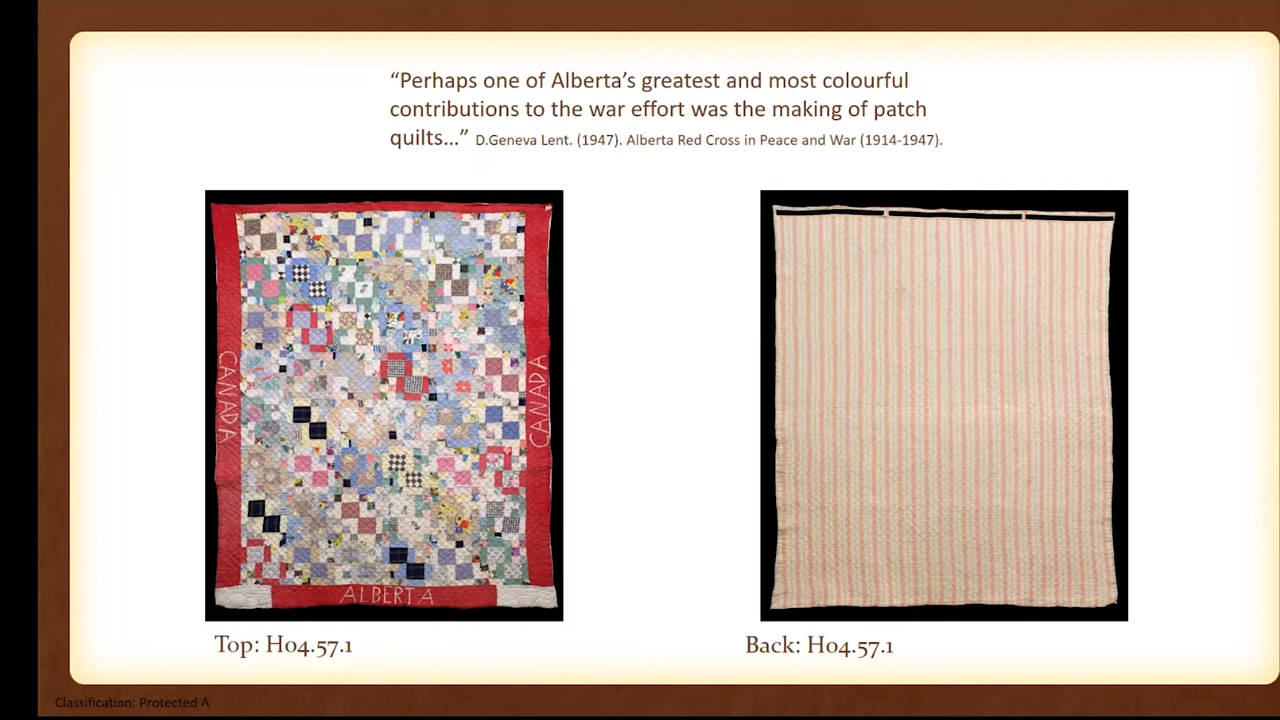 “Perhaps one of Alberta’s greatest and most colourful
contributions to the war effort was the making of patch
quilts...” D.Geneva Lent. (1947). Alberta Red Cross in Peace and War (1914-1947).
CANADA
CANADA
ALBERTA
Top: H04.57.1
Back: H04.57.1
Classification: Protected A